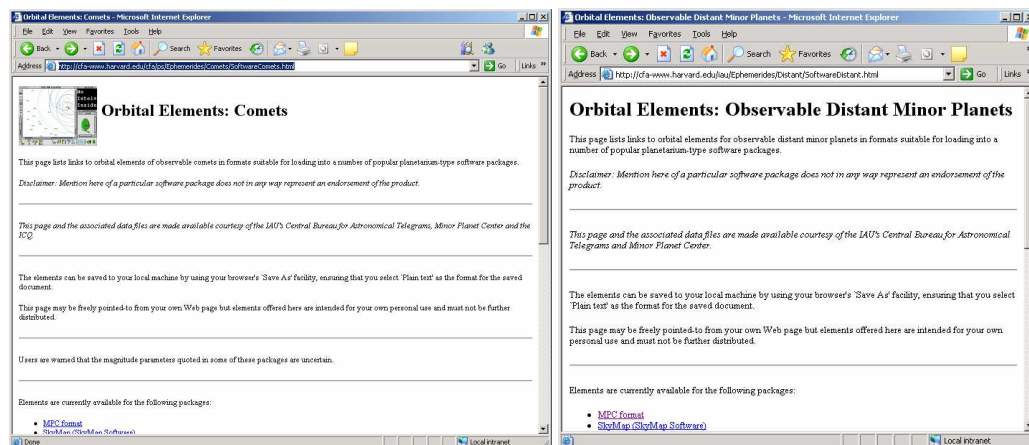 Orbital Elements: Comets - Microsoft Internet Explorer
File Edit View Favorites Tools Help
Back Search Favorites
Address http://cfa-www.harvard.edu/cfa/ps/Ephemerides/Comets/SoftwareComets.html Go Links »
Orbital Elements: Comets
This page lists links to orbital elements of observable comets in formats suitable for loading into a number of popular planetarium-type software packages.
Disclaimer: Mention here of a particular software package does not in any way represent an endorsement of the product.
This page and the associated data files are made available courtesy of the IAU's Central Bureau for Astronomical Telegrams, Minor Planet Center and the
ICQ.
The elements can be saved to your local machine by using your browser's `Save As' facility, ensuring that you select `Plain text' as the format for the saved
document.
This page may be freely pointed-to from your own Web page but elements offered here are intended for your own personal use and must not be further
distributed.
Users are warned that the magnitude parameters quoted in some of these packages are uncertain.
Elements are currently available for the following packages:
• MPC format
• SkyMap (SkyMap Software)
Done Local intranet
Orbital Elements: Observable Distant Minor Planets - Microsoft Internet Explorer
File Edit View Favorites Tools Help
Back Search Favorites
Address http://cfa-www.harvard.edu/iau/Ephemerides/Distant/SoftwareDistant.html Go Links »
Orbital Elements: Observable Distant Minor Planets
This page lists links to orbital elements for observable distant minor planets in formats suitable for loading into a
number of popular planetarium-type software packages.
Disclaimer: Mention here of a particular software package does not in any way represent an endorsement of the
product.
This page and the associated data files are made available courtesy of the IAU's Central Bureau for Astronomical
Telegrams and Minor Planet Center.
The elements can be saved to your local machine by using your browser's `Save As' facility, ensuring that you select
`Plain text' as the format for the saved document.
This page may be freely pointed-to from your own Web page but elements offered here are intended for your own
personal use and must not be further distributed.
Elements are currently available for the following packages:
• MPC format
• SkyMap (SkyMap Software)
Local intranet